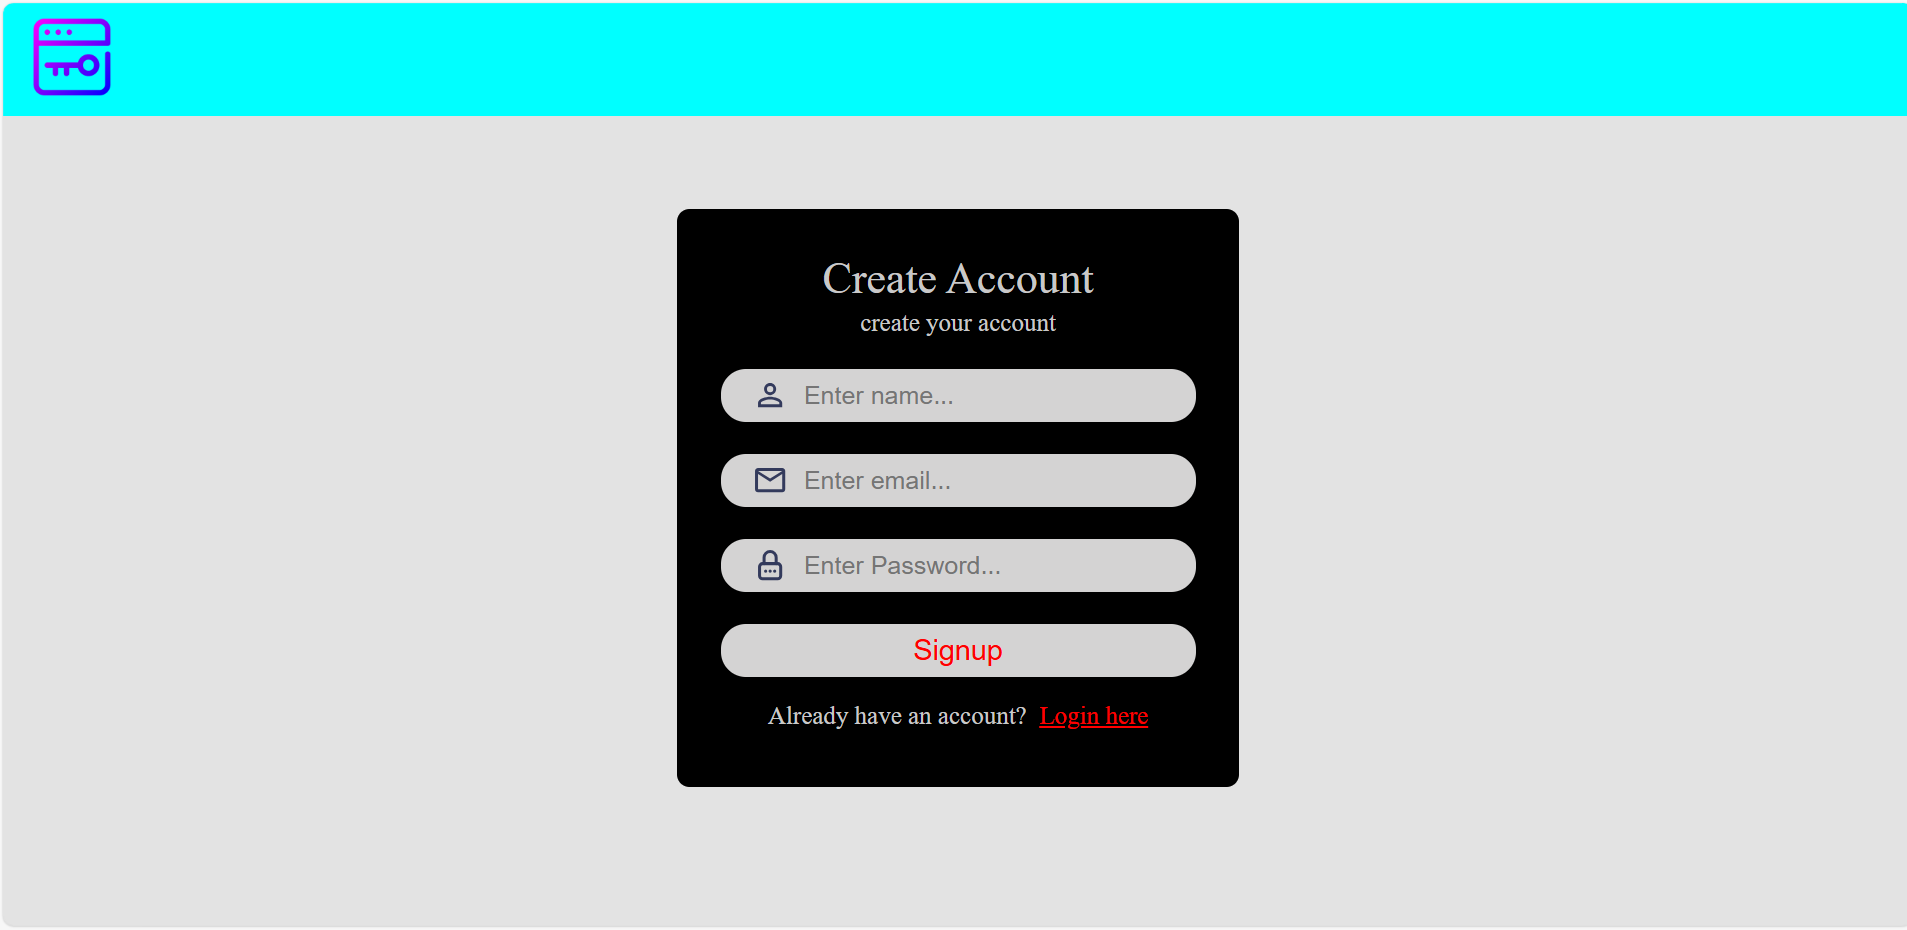 Create Account
create your account
Enter name...
Enter email...
Enter Password...
Signup
Already have an account? Login here